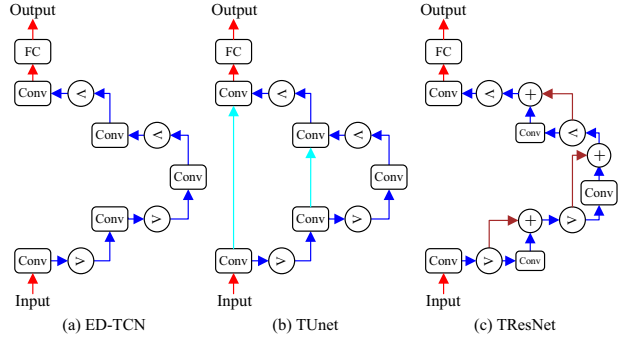 Output
FC
Conv <
Conv <
Conv
Conv >
Conv >
Input
(a) ED-TCN
Output
FC
Conv <
Conv <
Conv
Conv >
Conv >
Input
(b) TUnet
Output
FC
Conv < +
Conv <
+
Conv
+ >
Conv > Conv
Input
(c) TResNet